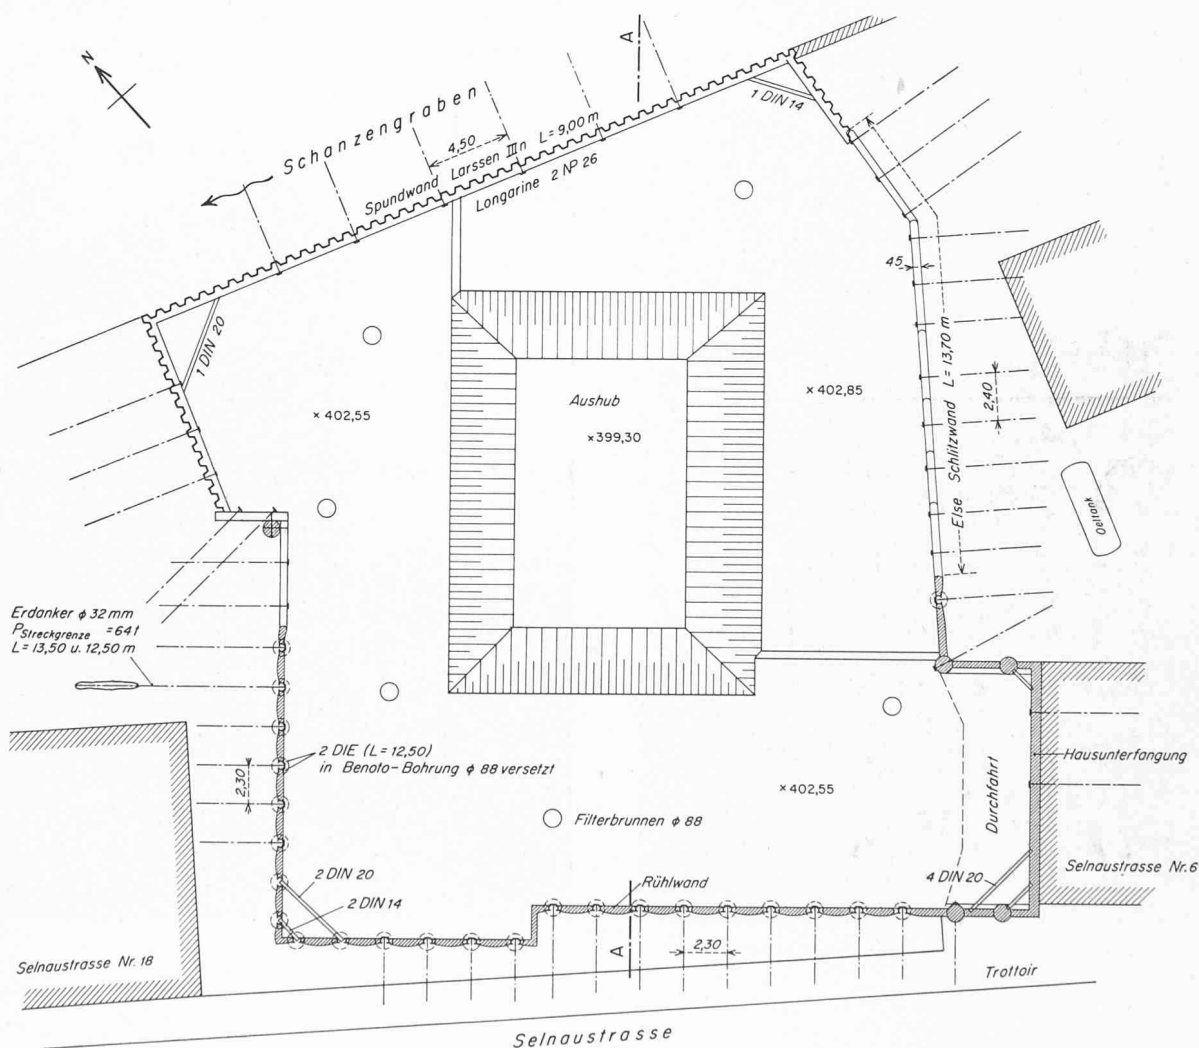 N
A
Schanzengraben
4,50
Spundwand Larssen IIIn L=9,00m
Longarine 2 NP 26
1 DIN 14
1 DIN 20
45
Else Schlitzwand L=13,70 m
2,40
Oeltank
× 402,55
Aushub
×399,30
× 402,85
Erdanker ϕ 32 mm
PStreckgrenze = 64t
L= 13,50 u. 12,50 m
2 DIE (L = 12,50)
in Benoto-Bohrung ϕ 88 versetzt
2,30
× 402,55
Filterbrunnen ϕ 88
Durchfahrt
Hausunterfangung
2 DIN 20
2 DIN 14
Rühlwand
4 DIN 20
Selnaustrasse Nr.6
A
2,30
Selnaustrasse Nr. 18
Trottoir
Selnaustrasse